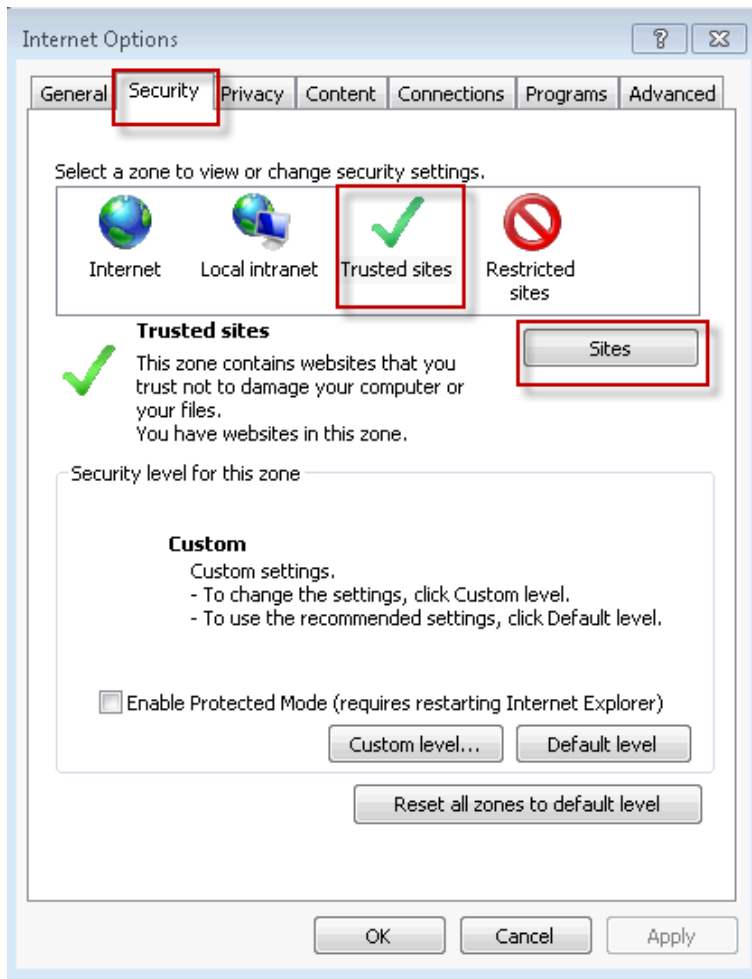 Internet Options
General Security Privacy Content Connections Programs Advanced
Select a zone to view or change security settings.
Internet Local intranet Trusted sites Restricted sites
Trusted sites
Sites
This zone contains websites that you
trust not to damage your computer or
your files.
You have websites in this zone.
Security level for this zone
Custom
Custom settings.
- To change the settings, click Custom level.
- To use the recommended settings, click Default level.
Enable Protected Mode (requires restarting Internet Explorer)
Custom level... Default level
Reset all zones to default level
OK Cancel Apply